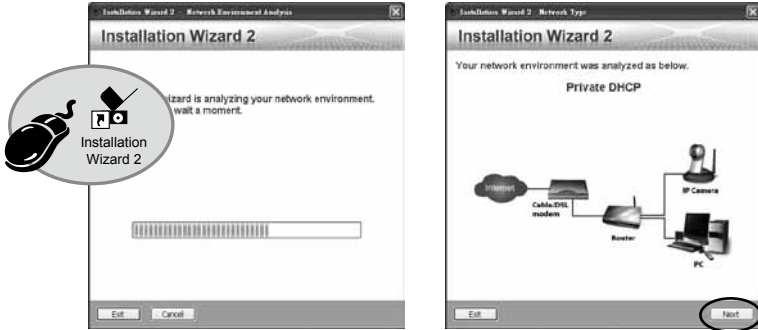 Installation Wizard 2 - Network Environment Analysis
Installation Wizard 2
izard is analyzing your network environment.
wait a moment.
Installation
Wizard 2
Exit
Cancel
Installation Wizard 2 - Network Type
Installation Wizard 2
Your network environment was analyzed as below.
Private DHCP
Internet
Cable/DSL
modem
Router
IP Camera
PC
Exit
Next